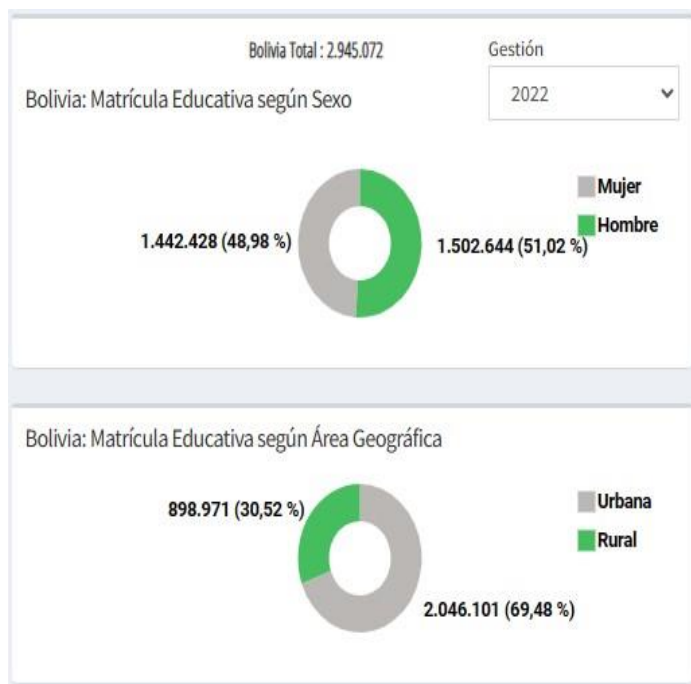 Bolivia Total : 2.945.072
Gestión
2022
Bolivia: Matrícula Educativa según Sexo
Mujer
Hombre
1.442.428 (48,98 %)
1.502.644 (51,02 %)
Bolivia: Matrícula Educativa según Área Geográfica
898.971 (30,52 %)
Urbana
Rural
2.046.101 (69,48 %)